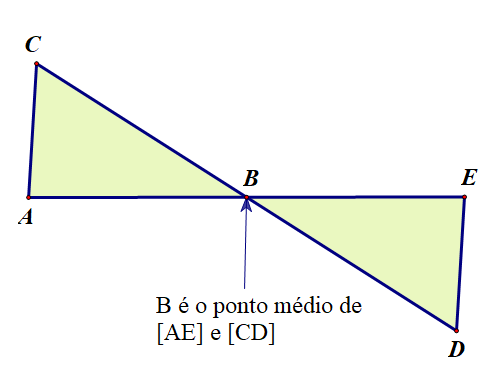 C
B
E
A
B é o ponto médio de
[AE] e [CD]
D